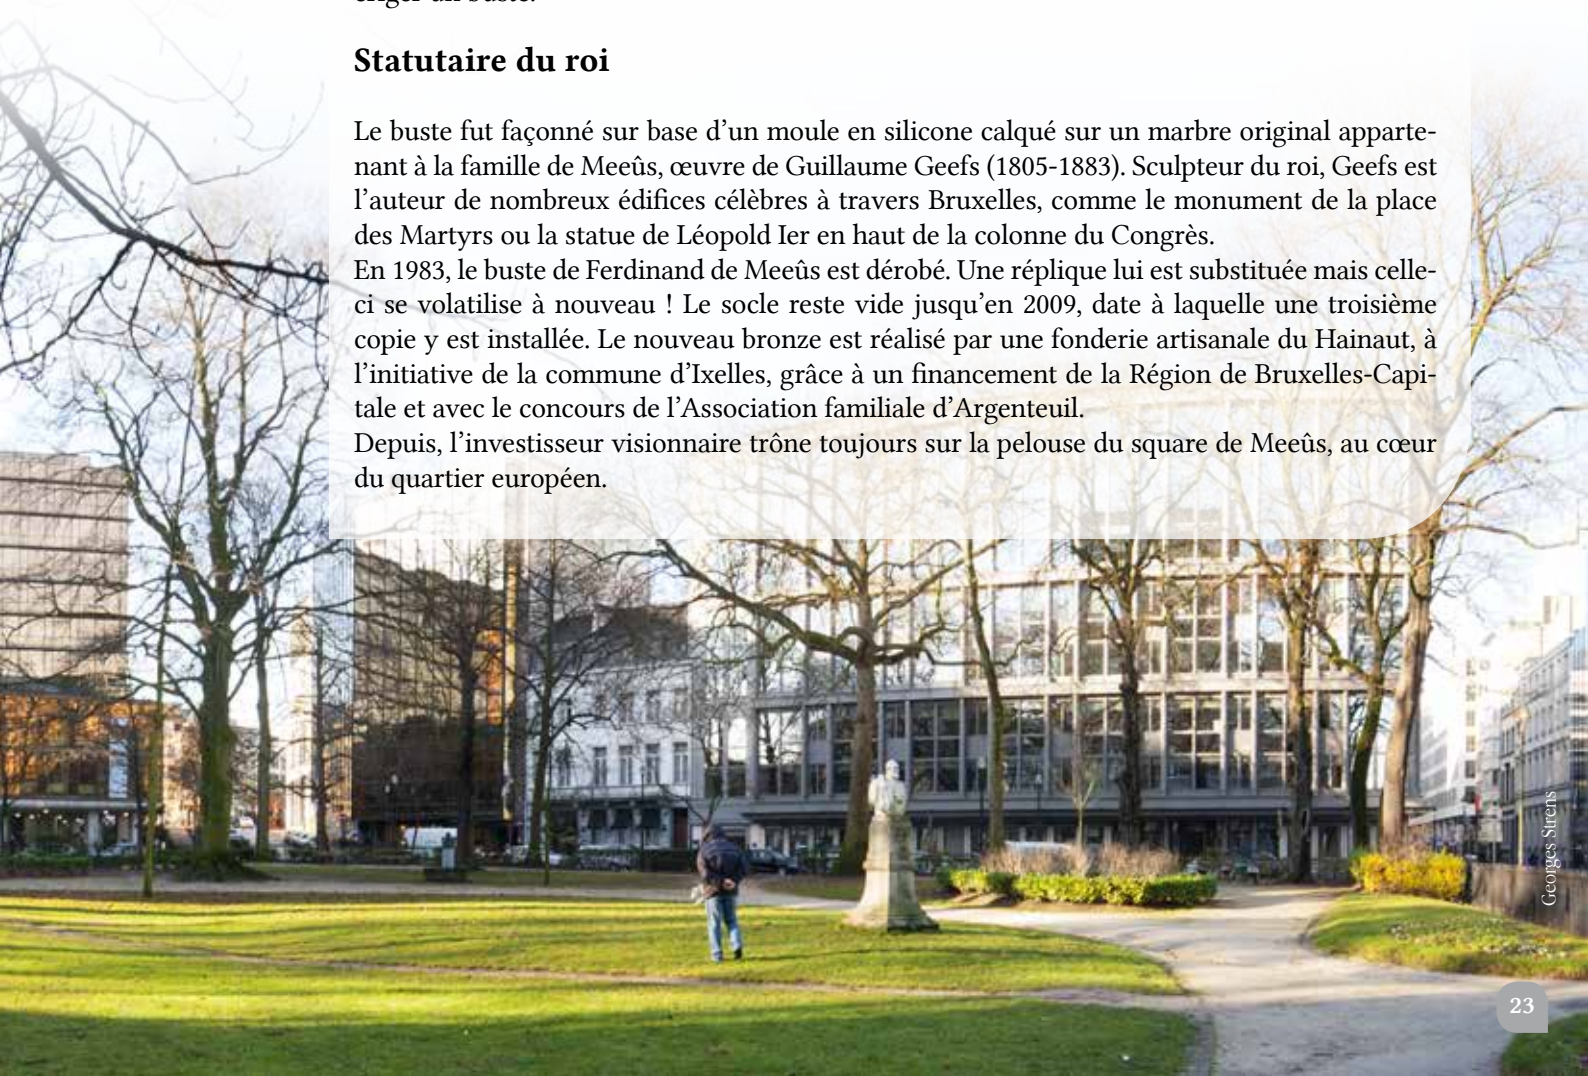 ériger un buste.
Statutaire du roi
Le buste fut façonné sur base d’un moule en silicone calqué sur un marbre original apparte-
nant à la famille de Meeûs, œuvre de Guillaume Geefs (1805-1883). Sculpteur du roi, Geefs est
l’auteur de nombreux édifices célèbres à travers Bruxelles, comme le monument de la place
des Martyrs ou la statue de Léopold Ier en haut de la colonne du Congrès.
En 1983, le buste de Ferdinand de Meeûs est dérobé. Une réplique lui est substituée mais celle-
ci se volatilise à nouveau ! Le socle reste vide jusqu’en 2009, date à laquelle une troisième
copie y est installée. Le nouveau bronze est réalisé par une fonderie artisanale du Hainaut, à
l’initiative de la commune d’Ixelles, grâce à un financement de la Région de Bruxelles-Capi-
tale et avec le concours de l’Association familiale d’Argenteuil.
Depuis, l’investisseur visionnaire trône toujours sur la pelouse du square de Meeûs, au cœur
du quartier européen.
Georges Strens
23